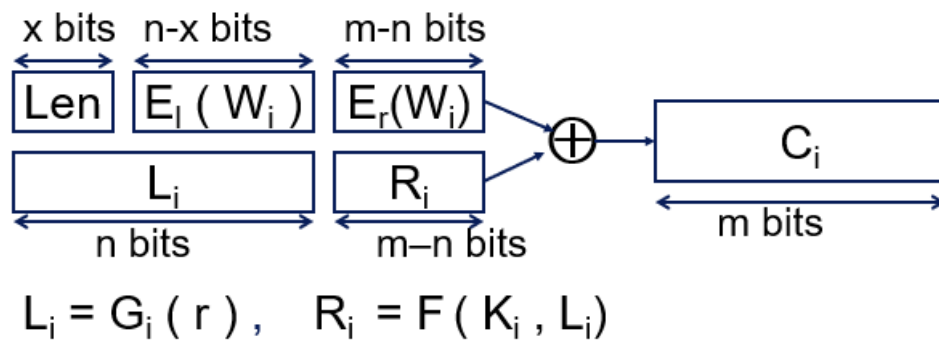 x bits n-x bits m-n bits
Len E_l ( W_i ) E_r(W_i)
⊕ C_i
L_i R_i
n bits m–n bits m bits
L_i = G_i ( r ) , R_i = F ( K_i , L_i)